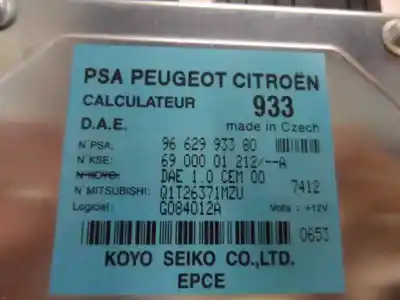 PSA PEUGEOT CITROËN
CALCULATEUR 933
D.A.E. made in Czech
N°PSA: 96 629 933 80
N°KSE: 69 000 01 212/--A
N°KOYO: DAE 1.0 CEM 00
N°MITSUBISHI: Q1T26371MZU 7412
Logiciel: G084012A Volts : +12V
0653
KOYO SEIKO CO.,LTD.
EPCE